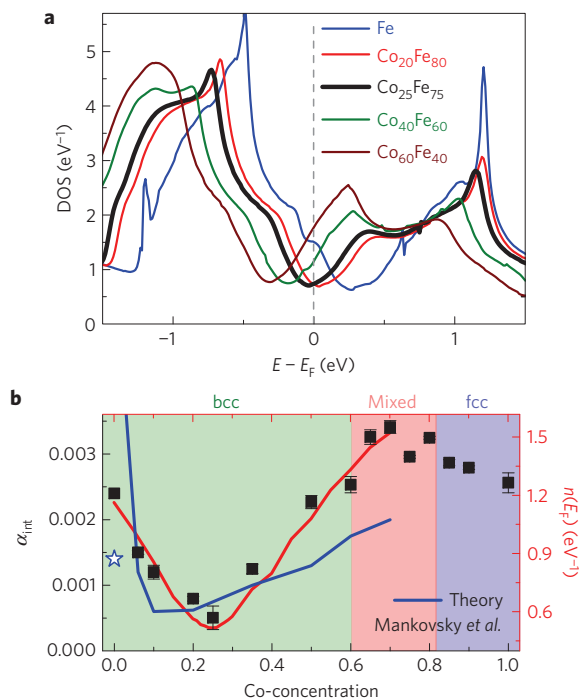 a
Fe
Co20Fe80
Co25Fe75
Co40Fe60
Co60Fe40
5
4
3
2
1
0
DOS (eV⁻¹)
−1
0
1
E − E_F (eV)
b
bcc
Mixed
fcc
0.003
0.002
0.001
0.000
α_int
1.5
1.2
0.9
0.6
n(E_F) (eV⁻¹)
Theory
Mankovsky et al.
0.0
0.2
0.4
0.6
0.8
1.0
Co-concentration